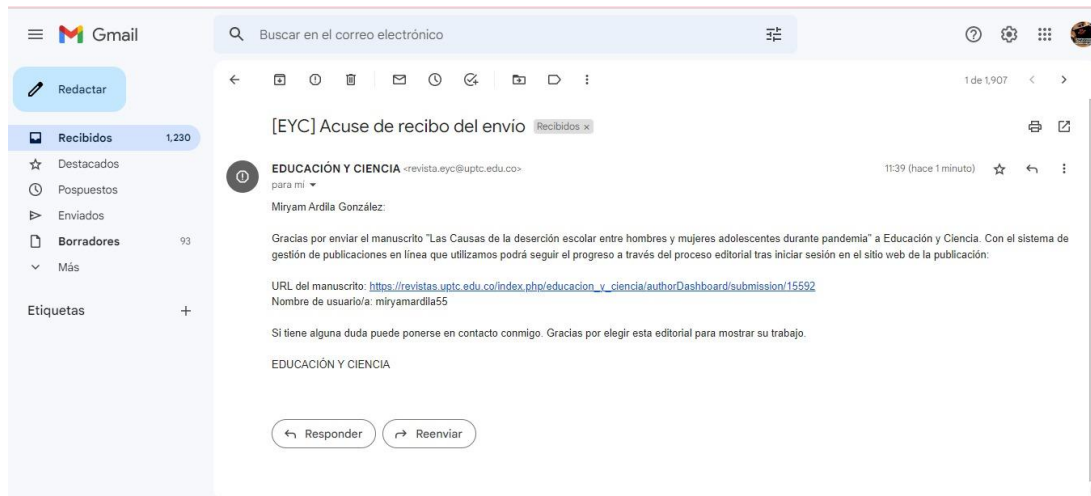 Gmail
Buscar en el correo electrónico
Redactar
1 de 1,907
Recibidos 1,230
Destacados
Pospuestos
Enviados
Borradores 93
Más
Etiquetas
[EYC] Acuse de recibo del envío Recibidos x
EDUCACIÓN Y CIENCIA <revista.eyc@uptc.edu.co>
11:39 (hace 1 minuto)
para mí
Miryam Ardila González:
Gracias por enviar el manuscrito "Las Causas de la deserción escolar entre hombres y mujeres adolescentes durante pandemia" a Educación y Ciencia. Con el sistema de
gestión de publicaciones en línea que utilizamos podrá seguir el progreso a través del proceso editorial tras iniciar sesión en el sitio web de la publicación:
URL del manuscrito: https://revistas.uptc.edu.co/index.php/educacion_y_ciencia/authorDashboard/submission/15592
Nombre de usuario/a: miryamardila55
Si tiene alguna duda puede ponerse en contacto conmigo. Gracias por elegir esta editorial para mostrar su trabajo.
EDUCACIÓN Y CIENCIA
Responder
Reenviar